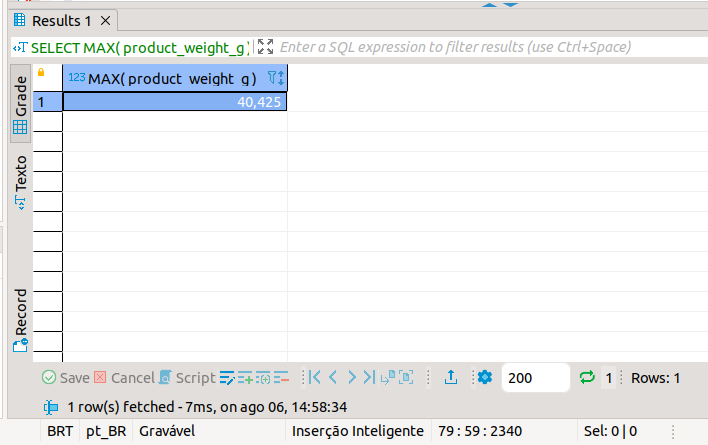 Results 1
SELECT MAX( product_weight_g)
Enter a SQL expression to filter results (use Ctrl+Space)
Grade
Texto
Record
123 MAX( product_weight_g)
1 40,425
Save Cancel Script 200 1 Rows: 1
1 row(s) fetched - 7ms, on ago 06, 14:58:34
BRT pt_BR Gravável Inserção Inteligente 79 : 59 : 2340 Sel: 0 | 0